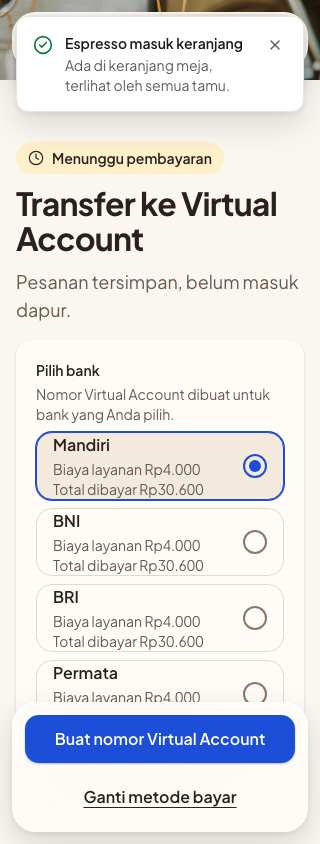 Espresso masuk keranjang
Ada di keranjang meja,
terlihat oleh semua tamu.
Menunggu pembayaran
Transfer ke Virtual
Account
Pesanan tersimpan, belum masuk
dapur.
Pilih bank
Nomor Virtual Account dibuat untuk
bank yang Anda pilih.
Mandiri
Biaya layanan Rp4.000
Total dibayar Rp30.600
BNI
Biaya layanan Rp4.000
Total dibayar Rp30.600
BRI
Biaya layanan Rp4.000
Total dibayar Rp30.600
Permata
Biaya layanan Rp4.000
Buat nomor Virtual Account
Ganti metode bayar